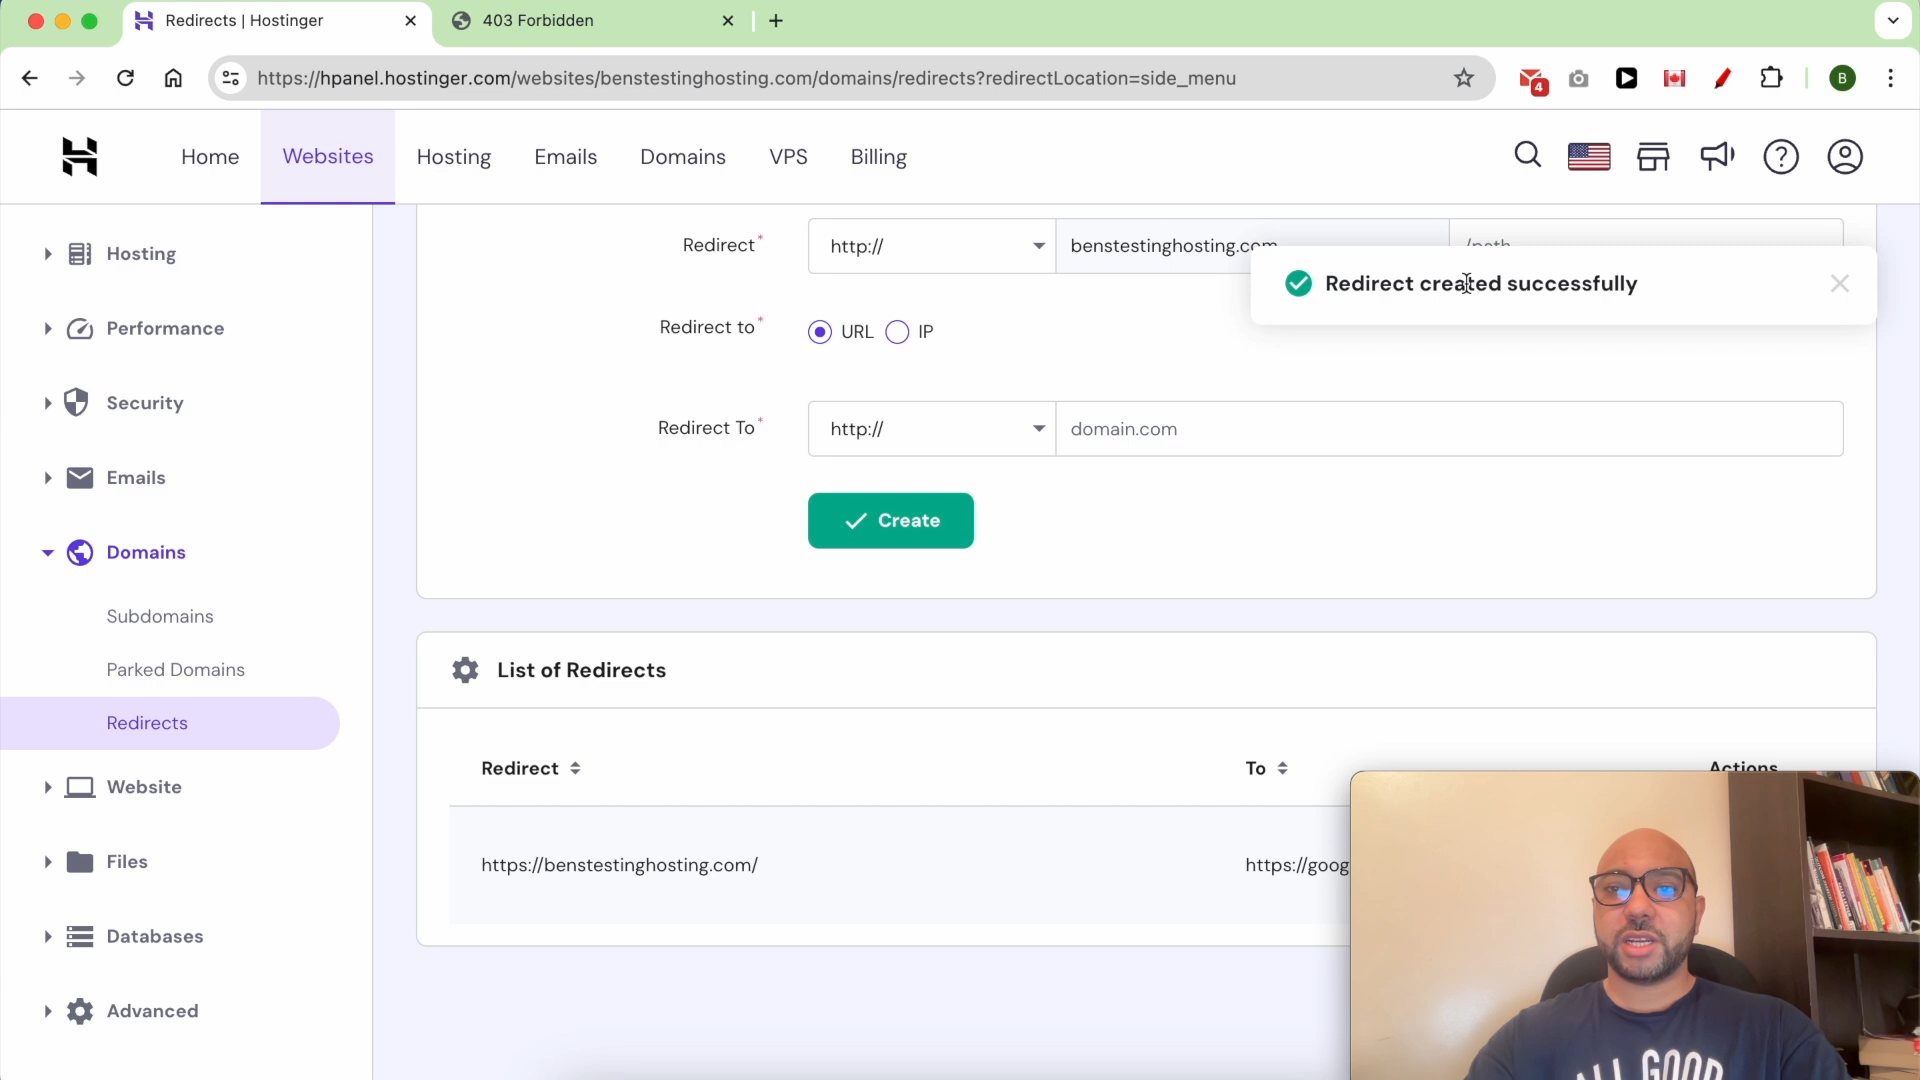 Redirects | Hostinger
403 Forbidden
https://hpanel.hostinger.com/websites/benstestinghosting.com/domains/redirects?redirectLocation=side_menu
4
B
Home
Websites
Hosting
Emails
Domains
VPS
Billing
Hosting
Performance
Security
Emails
Domains
Subdomains
Parked Domains
Redirects
Website
Files
Databases
Advanced
Redirect*
http://
benstestinghosting.com
/path
Redirect created successfully
Redirect to*
URL
IP
Redirect To*
http://
domain.com
Create
List of Redirects
Redirect
To
Actions
https://benstestinghosting.com/
https://goog
ALL GOOD